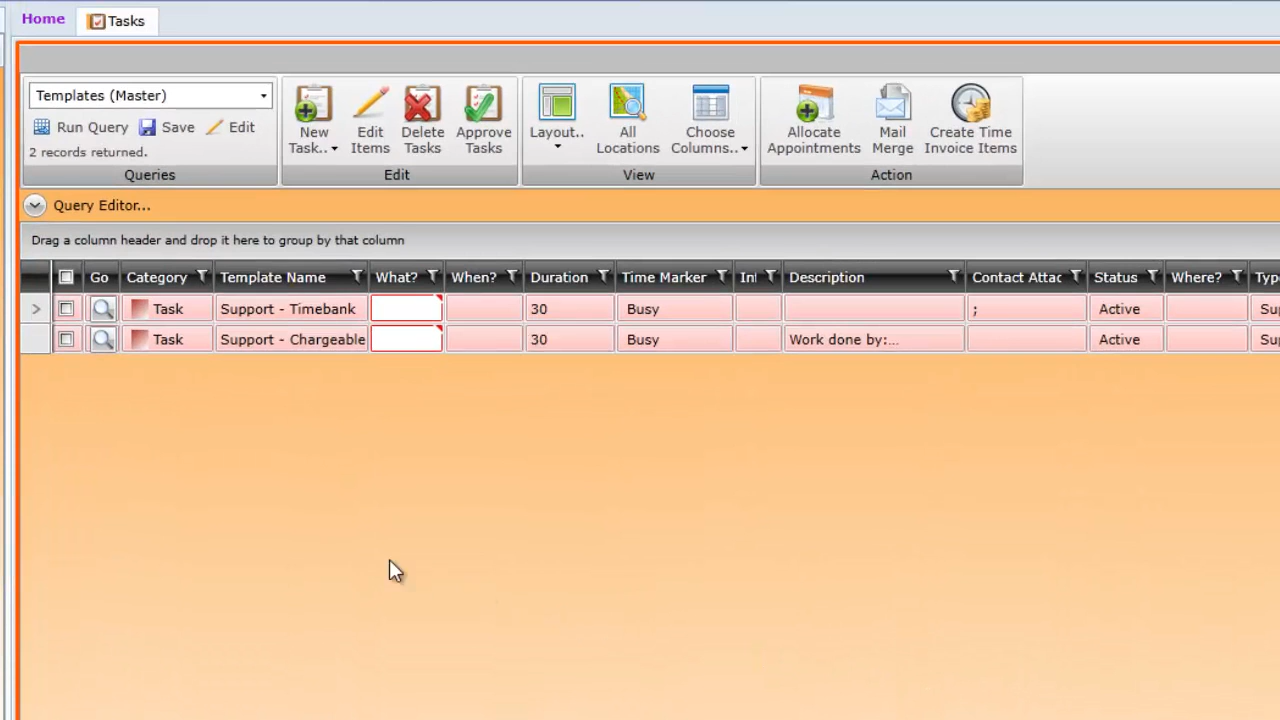 Home Tasks
Templates (Master)
Run Query Save Edit
2 records returned.
Queries
New Task.. Edit Items Delete Tasks Approve Tasks
Edit
Layout.. All Locations Choose Columns..
View
Allocate Appointments Mail Merge Create Time Invoice Items
Action
Query Editor...
Drag a column header and drop it here to group by that column
Go Category Template Name What? When? Duration Time Marker Description Contact Attac Status Where?
Task Support - Timebank 30 Busy ; Active
Task Support - Chargeable 30 Busy Work done by:... Active